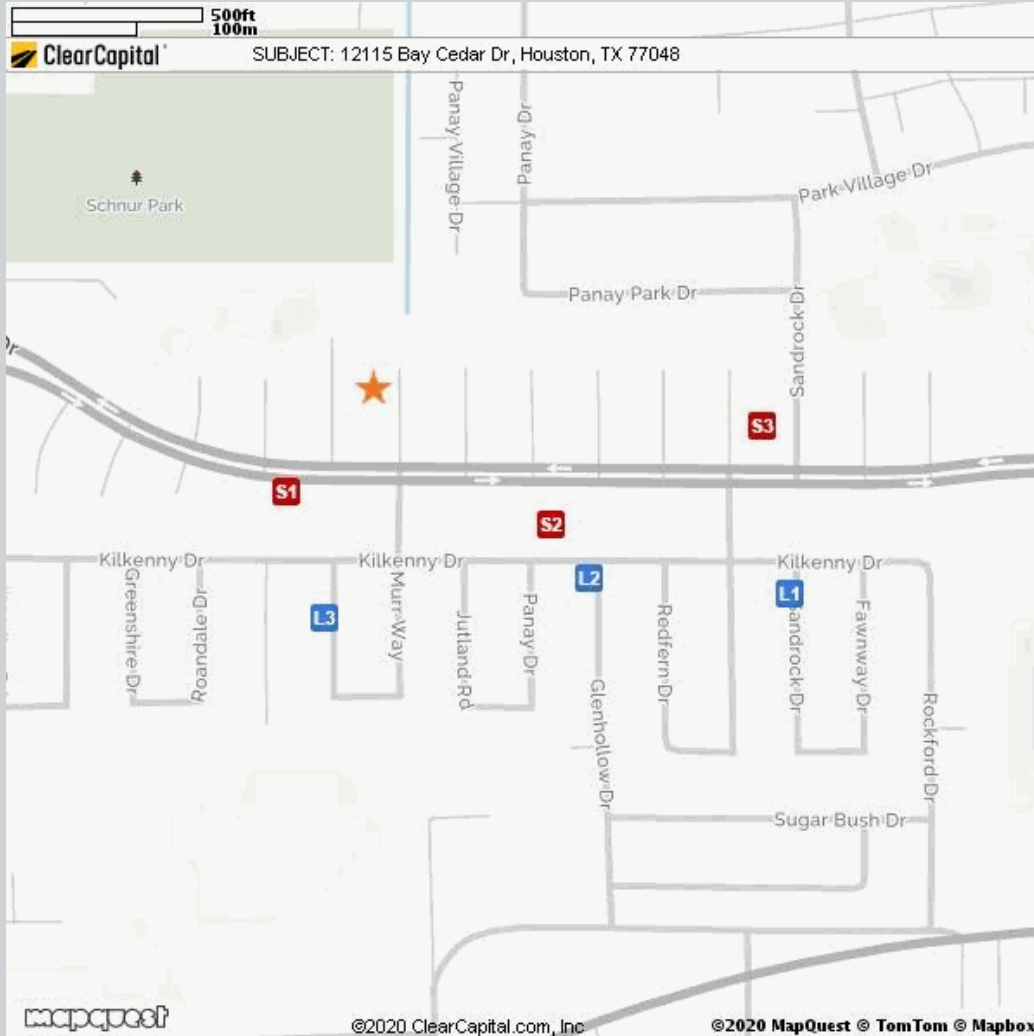 500ft
100m
ClearCapital
SUBJECT: 12115 Bay Cedar Dr, Houston, TX 77048
Panay Village Dr
Panay Dr
Park Village Dr
Schnur Park
Panay Park Dr
Sandrock Dr
Dr
S3
S1
S2
Kilkenny Dr
Kilkenny Dr
Kilkenny Dr
L2
L1
L3
Greenshire Dr
Roandale Dr
Murr Way
Jutland Rd
Panay Dr
Glenhollow Dr
Redfern Dr
Sandrock Dr
Fawnway Dr
Rockford Dr
Sugar Bush Dr
mapquest
©2020 ClearCapital.com, Inc
©2020 MapQuest © TomTom © Mapbox